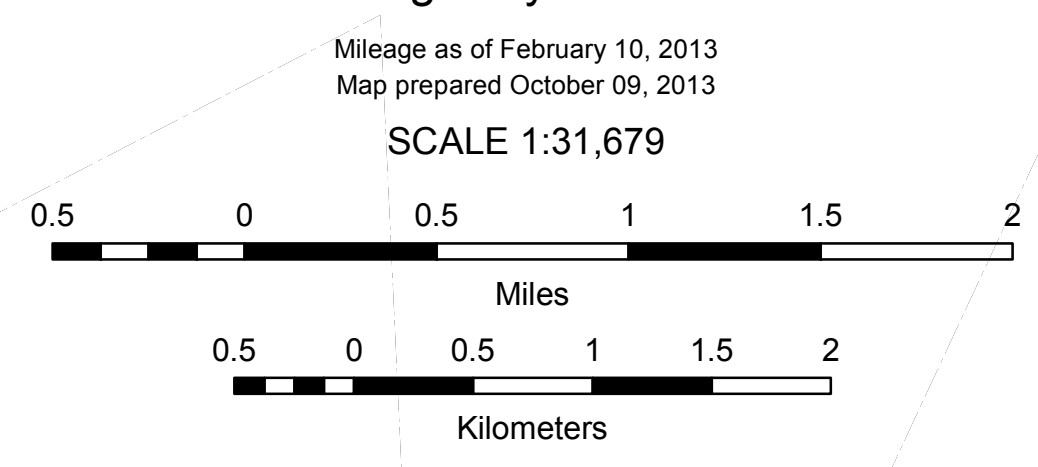 Mileage as of February 10, 2013
Map prepared October 09, 2013
SCALE 1:31,679
0.5 0 0.5 1 1.5 2
Miles
0.5 0 0.5 1 1.5 2
Kilometers